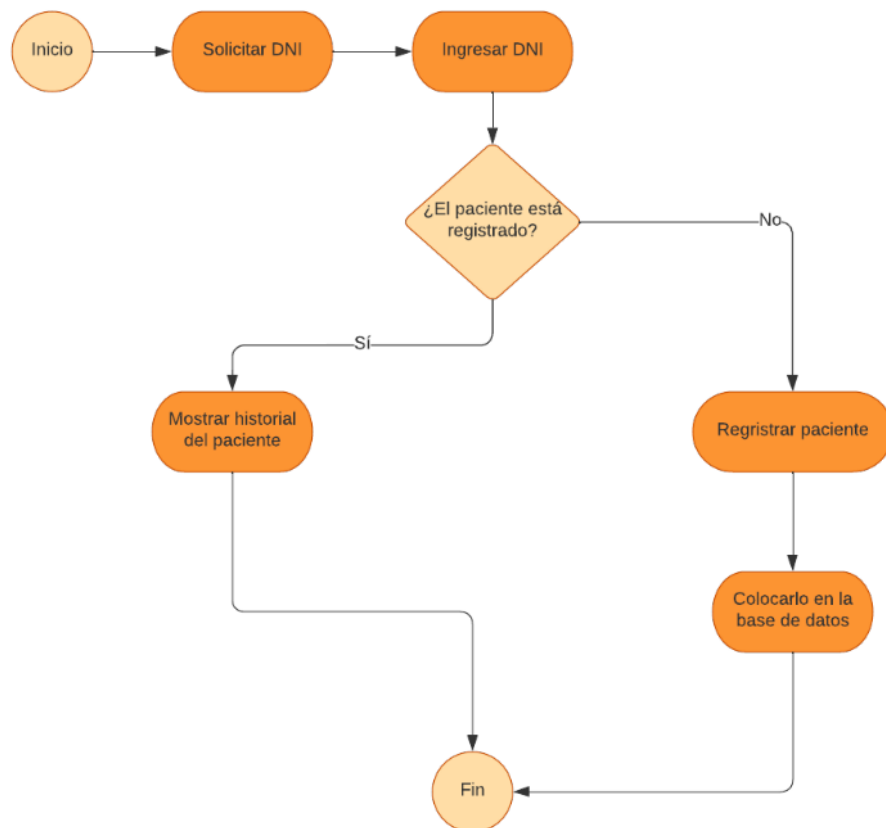 Inicio
Solicitar DNI
Ingresar DNI
¿El paciente está
registrado?
No
Sí
Mostrar historial
del paciente
Regristrar paciente
Colocarlo en la
base de datos
Fin